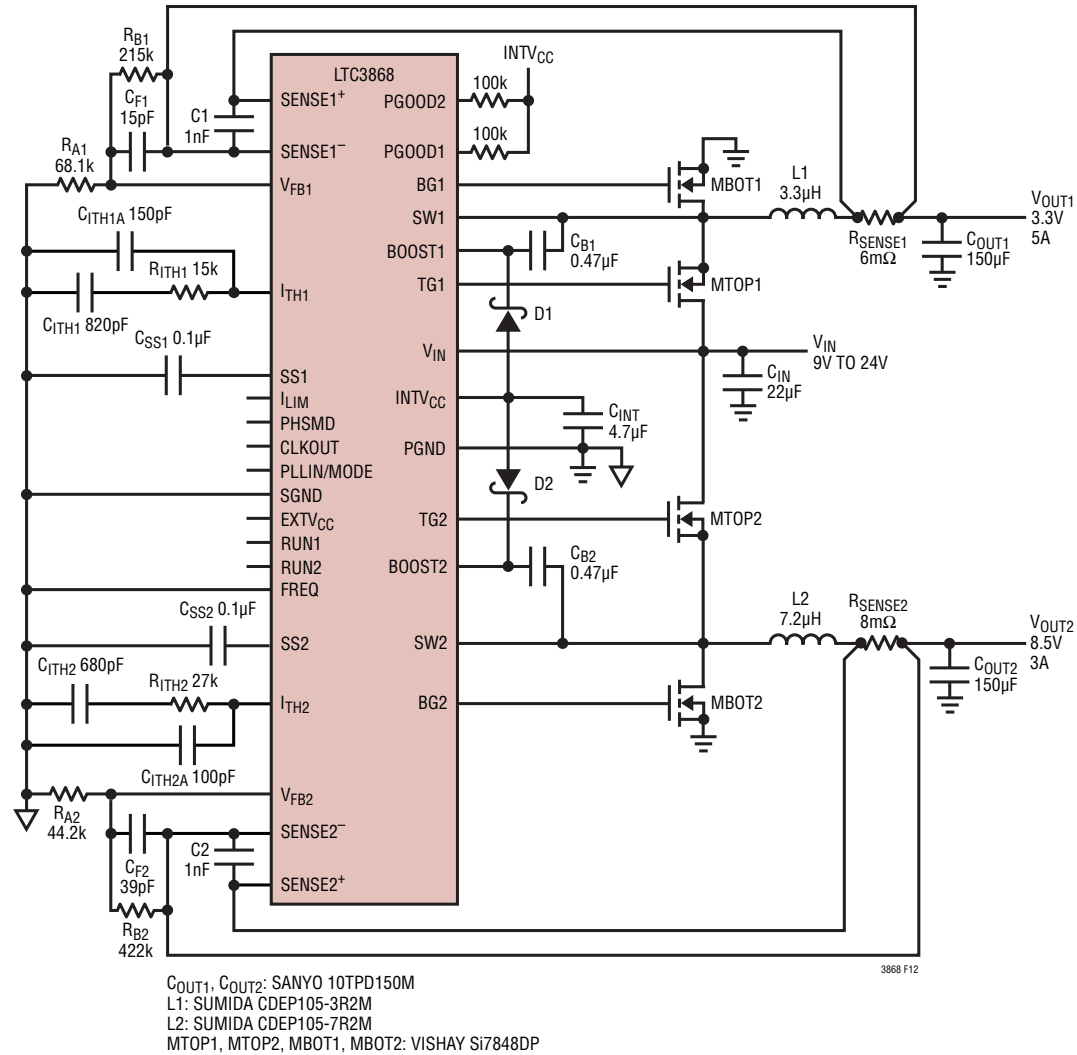 RB1
215k
CF1
15pF
RA1
68.1k
C1
1nF
LTC3868
SENSE1+
SENSE1–
VFB1
CITH1A 150pF
RITH1 15k
CITH1 820pF
ITH1
CSS1 0.1µF
SS1
ILIM
PHSMD
CLKOUT
PLLIN/MODE
SGND
EXTVCC
RUN1
RUN2
FREQ
CSS2 0.1µF
SS2
CITH2 680pF
RITH2 27k
ITH2
CITH2A 100pF
RA2
44.2k
VFB2
SENSE2–
SENSE2+
CF2
39pF
C2
1nF
RB2
422k
PGOOD2
PGOOD1
BG1
SW1
BOOST1
TG1
VIN
INTVCC
PGND
TG2
BOOST2
SW2
BG2
INTVCC
100k
100k
MBOT1
L1
3.3µH
CB1
0.47µF
MTOP1
D1
RSENSE1
6mΩ
VOUT1
3.3V
5A
COUT1
150µF
VIN
9V TO 24V
CIN
22µF
CINT
4.7µF
D2
MTOP2
CB2
0.47µF
L2
7.2µH
RSENSE2
8mΩ
VOUT2
8.5V
3A
COUT2
150µF
MBOT2
3868 F12
COUT1, COUT2: SANYO 10TPD150M
L1: SUMIDA CDEP105-3R2M
L2: SUMIDA CDEP105-7R2M
MTOP1, MTOP2, MBOT1, MBOT2: VISHAY Si7848DP